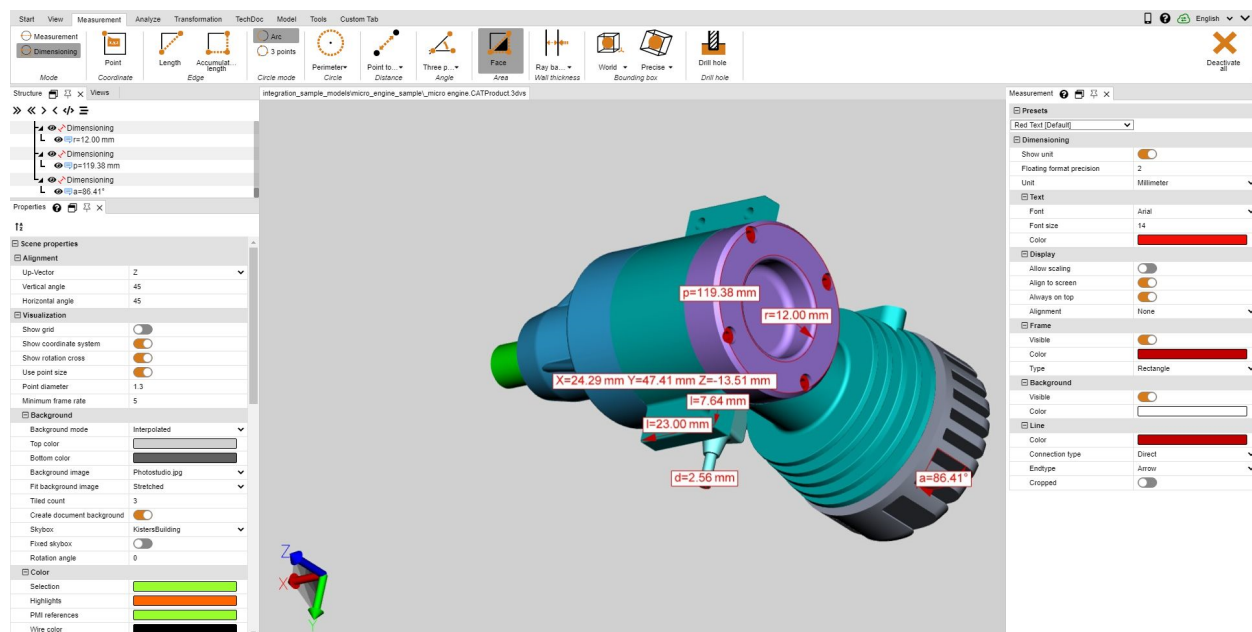 Start View Measurement Analyze Transformation TechDoc Model Tools Custom Tab English
Measurement
Dimensioning
Mode
Point
Coordinate
Length Accumulat... length
Edge
Arc
3 points
Circle mode
Perimeter
Circle
Point to...
Distance
Three p...
Angle
Face
Area
Ray ba...
Wall thickness
World Precise
Bounding box
Drill hole
Drill hole
Deactivate all
Structure Views
Dimensioning
r=12.00 mm
Dimensioning
p=119.38 mm
Dimensioning
a=86.41°
Properties
Scene properties
Alignment
Up-Vector Z
Vertical angle 45
Horizontal angle 45
Visualization
Show grid
Show coordinate system
Show rotation cross
Use point size
Point diameter 1.3
Minimum frame rate 5
Background
Background mode Interpolated
Top color
Bottom color
Background image Photostudio.jpg
Fit background image Stretched
Tiled count 3
Create document background
Skybox KistersBuilding
Fixed skybox
Rotation angle 0
Color
Selection
Highlights
PMI references
Wire color
integration_sample_models\micro_engine_sample\_micro engine.CATProduct.3dvs
p=119.38 mm
r=12.00 mm
X=24.29 mm Y=47.41 mm Z=-13.51 mm
l=7.64 mm
l=23.00 mm
d=2.56 mm
a=86.41°
Z
X
Y
Measurement
Presets
Red Text [Default]
Dimensioning
Show unit
Floating format precision 2
Unit Millimeter
Text
Font Arial
Font size 14
Color
Display
Allow scaling
Align to screen
Always on top
Alignment None
Frame
Visible
Color
Type Rectangle
Background
Visible
Color
Line
Color
Connection type Direct
Endtype Arrow
Cropped